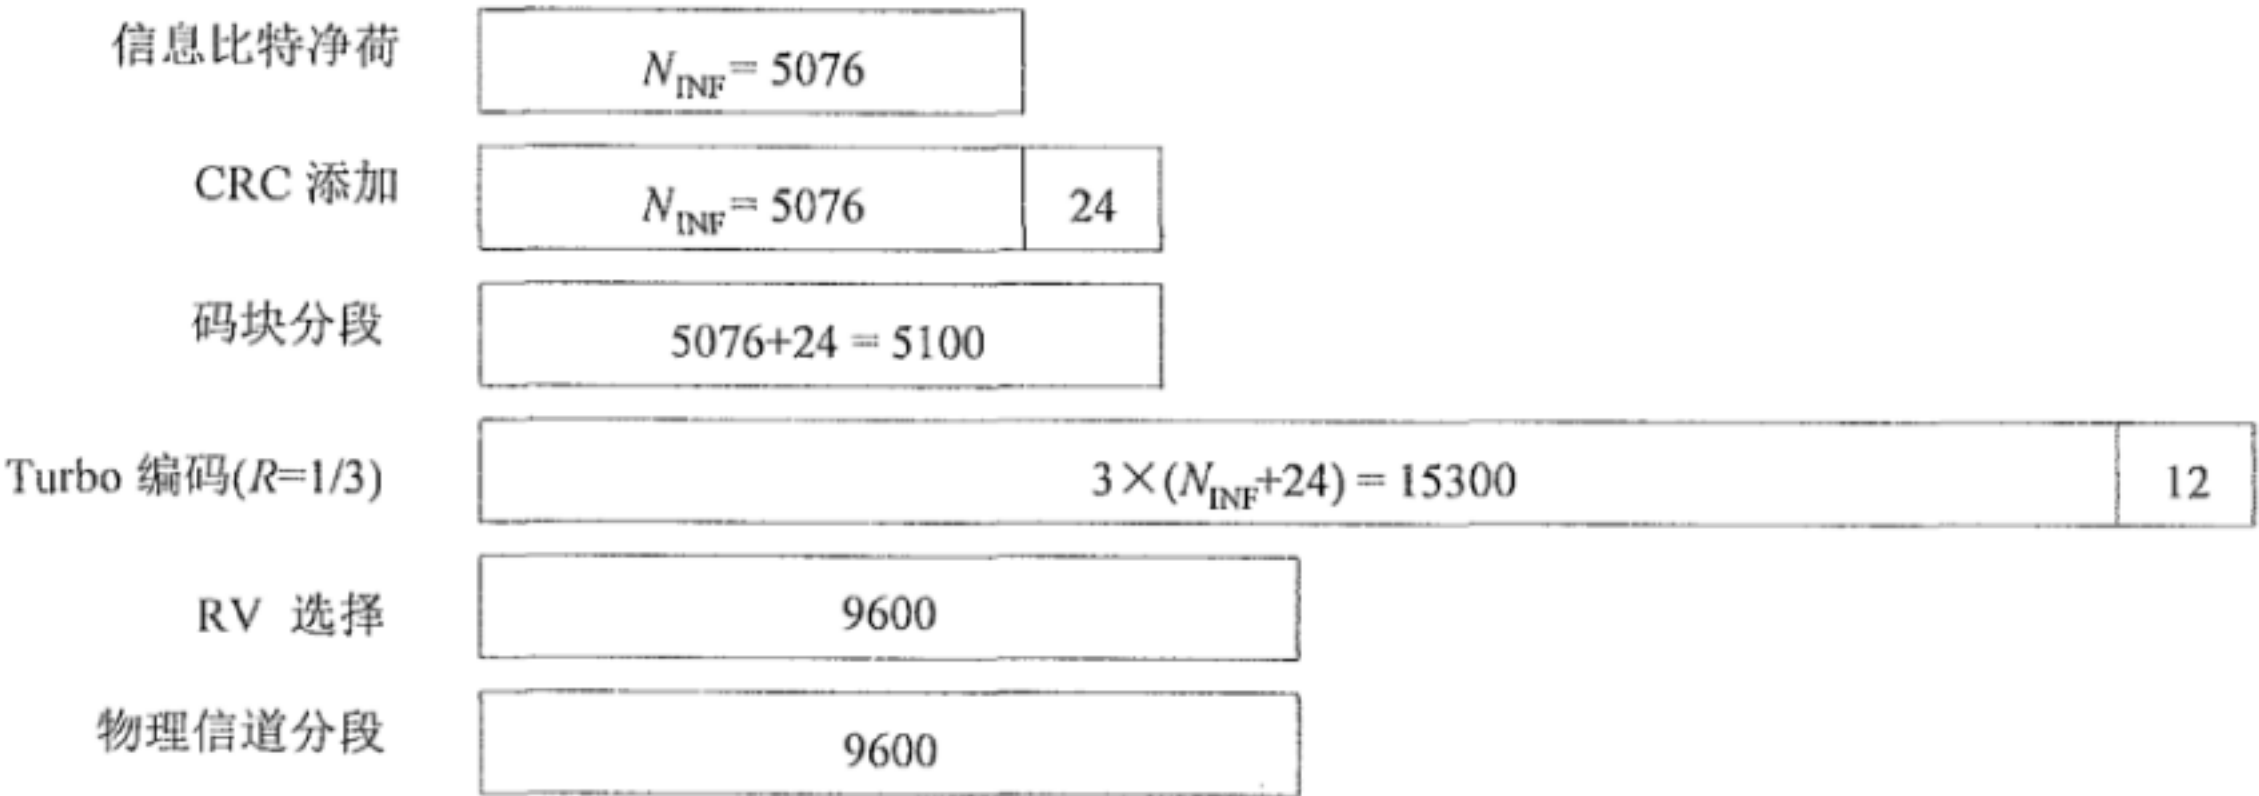 信息比特净荷 N_INF = 5076
CRC 添加 N_INF = 5076 24
码块分段 5076+24 = 5100
Turbo 编码(R=1/3) 3×(N_INF+24) = 15300 12
RV 选择 9600
物理信道分段 9600